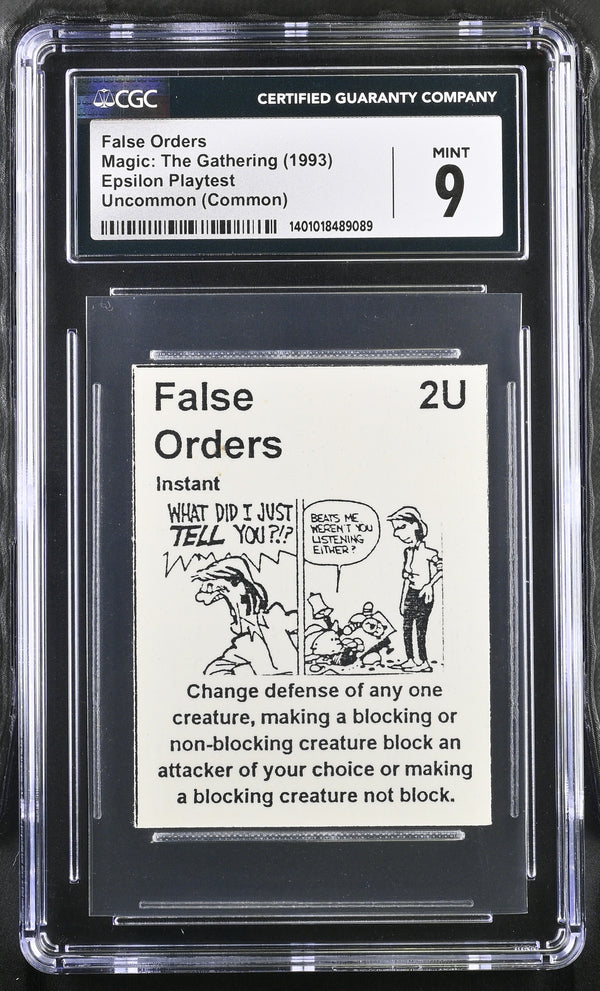 CGC
CERTIFIED GUARANTY COMPANY
False Orders
Magic: The Gathering (1993)
Epsilon Playtest
Uncommon (Common)
MINT
9
1401018489089
False
Orders
2U
Instant
WHAT DID I JUST
TELL YOU?!?
BEATS ME
WEREN'T YOU
LISTENING
EITHER?
Change defense of any one
creature, making a blocking or
non-blocking creature block an
attacker of your choice or making
a blocking creature not block.